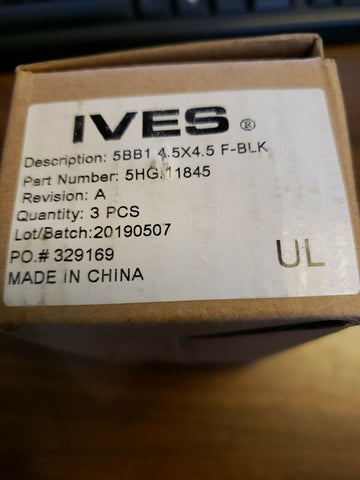 IVES ®
Description: 5BB1 4.5X4.5 F-BLK
Part Number: 5HG.11845
Revision: A
Quantity: 3 PCS
Lot/Batch:20190507
PO.# 329169
MADE IN CHINA
UL